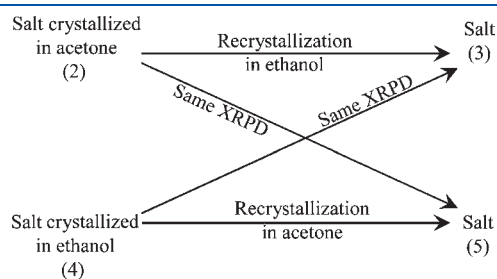 Salt crystallized
in acetone
(2)
Recrystallization
in ethanol
Salt
(3)
Same XRPD
Same XRPD
Salt crystallized
in ethanol
(4)
Recrystallization
in acetone
Salt
(5)